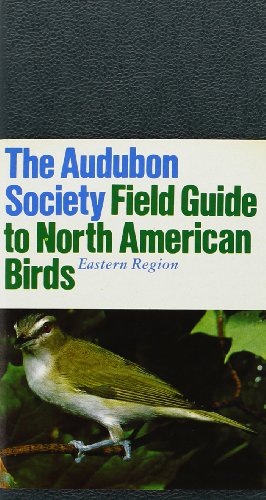 The Audubon
Society Field Guide
to North American
Birds Eastern Region